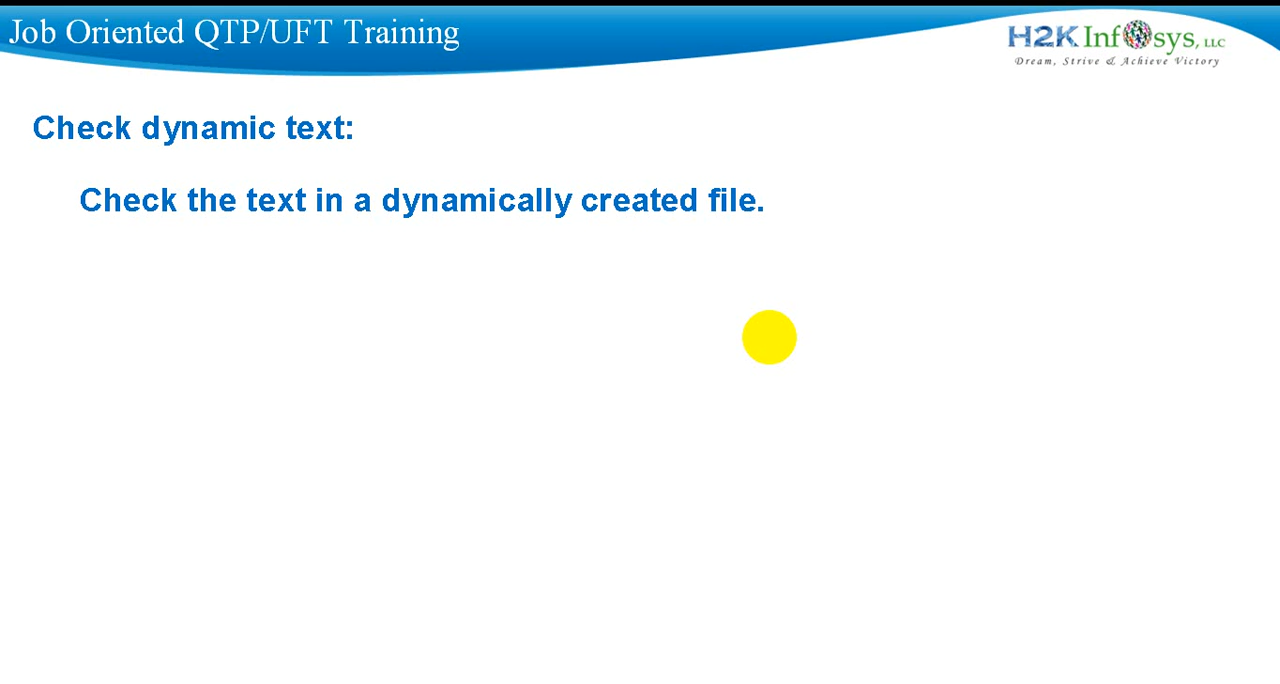 Job Oriented QTP/UFT Training
H2K Infosys, LLC
Dream, Strive & Achieve Victory
Check dynamic text:
Check the text in a dynamically created file.